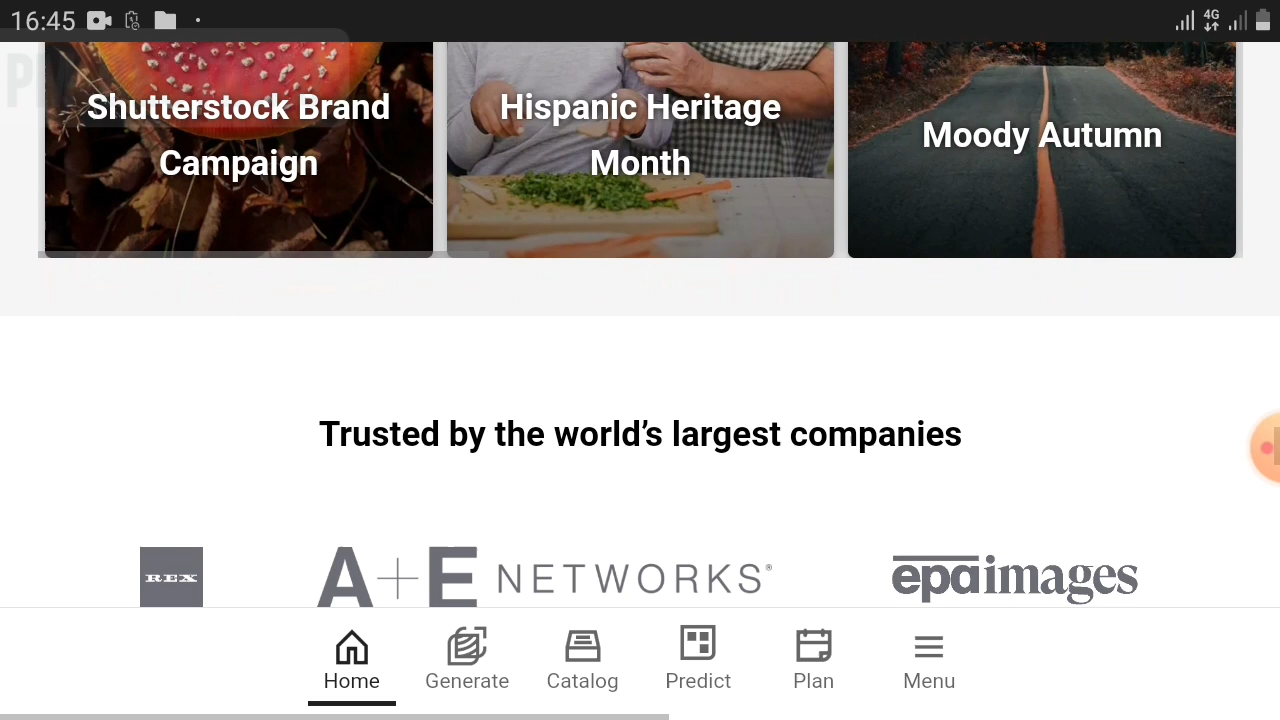 16:45
4G
Shutterstock Brand
Campaign
Hispanic Heritage
Month
Moody Autumn
Trusted by the world’s largest companies
REX
A+E NETWORKS®
epaimages
Home
Generate
Catalog
Predict
Plan
Menu